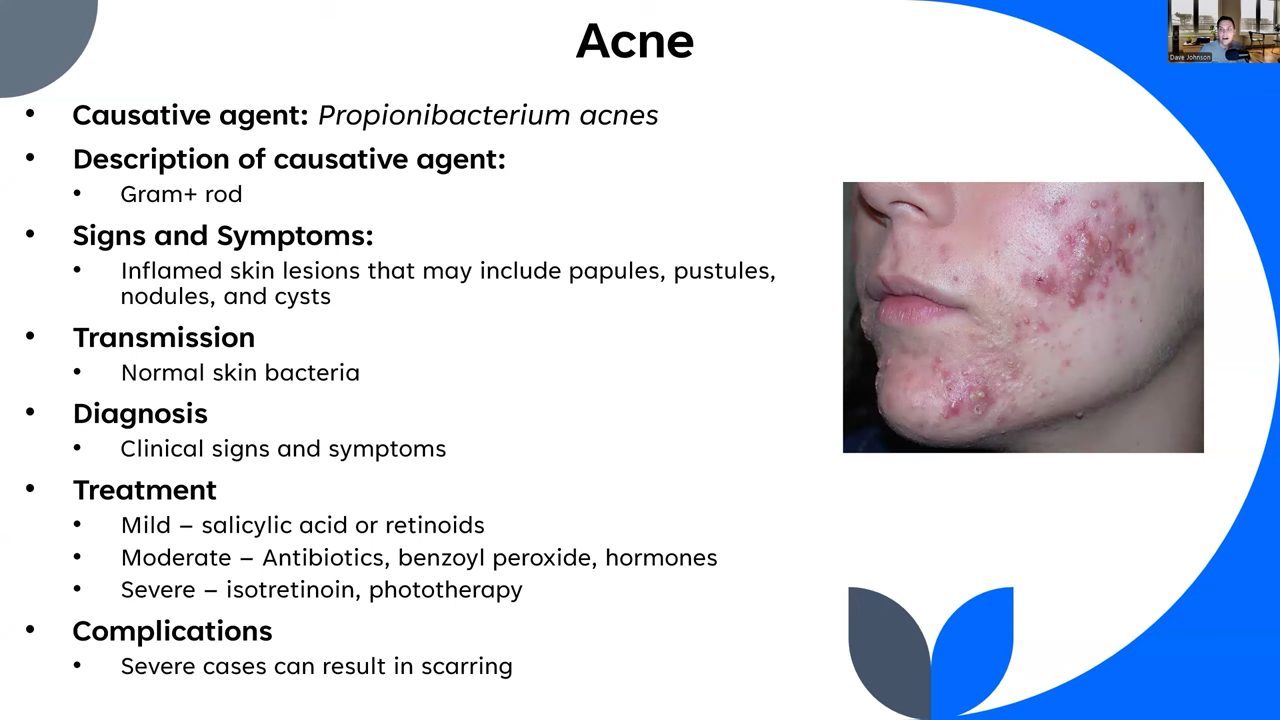 Acne
Dave Johnson
• Causative agent: Propionibacterium acnes
• Description of causative agent:
• Gram+ rod
• Signs and Symptoms:
• Inflamed skin lesions that may include papules, pustules,
nodules, and cysts
• Transmission
• Normal skin bacteria
• Diagnosis
• Clinical signs and symptoms
• Treatment
• Mild – salicylic acid or retinoids
• Moderate – Antibiotics, benzoyl peroxide, hormones
• Severe – isotretinoin, phototherapy
• Complications
• Severe cases can result in scarring